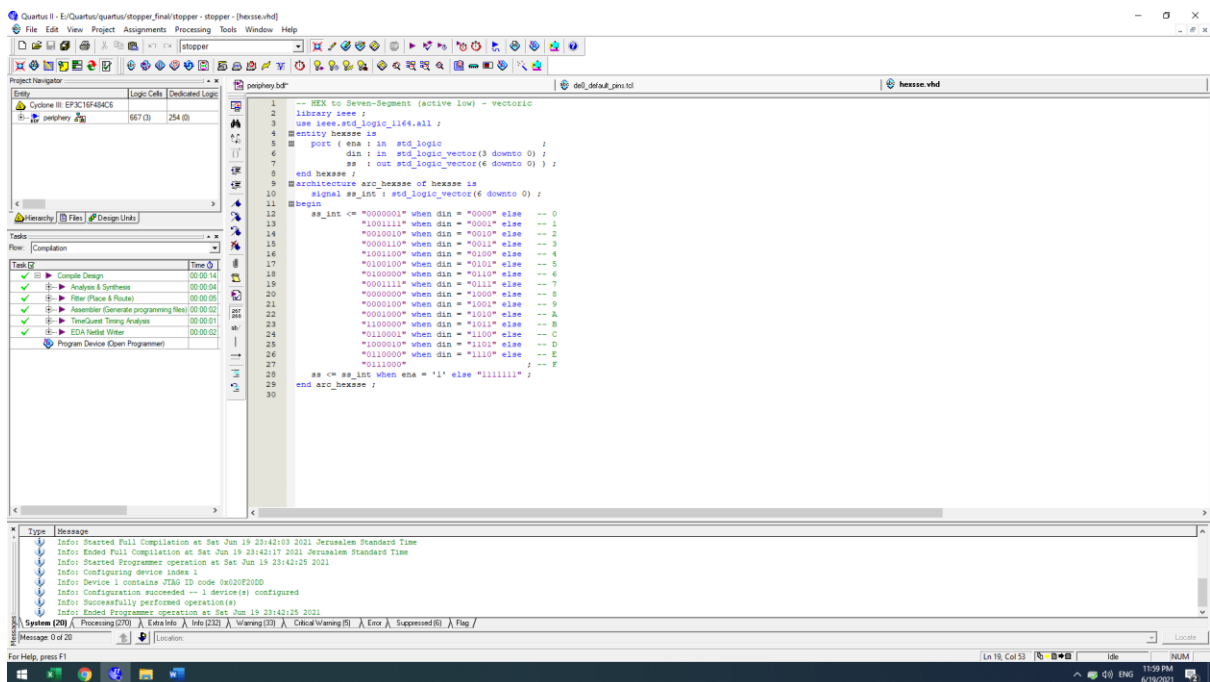 Quartus II - E:/Quartus/quartus/stopper_final/stopper - stopper - [hexsse.vhd]
File Edit View Project Assignments Processing Tools Window Help
stopper
Project Navigator
Entity Logic Cells Dedicated Logic
Cyclone III: EP3C16F484C6
periphery 667 (3) 254 (0)
Hierarchy Files Design Units
Tasks
Flow: Compilation
Task Time
Compile Design 00:00:14
Analysis & Synthesis 00:00:04
Fitter (Place & Route) 00:00:05
Assembler (Generate programming files) 00:00:02
TimeQuest Timing Analysis 00:00:01
EDA Netlist Writer 00:00:02
Program Device (Open Programmer)
periphery.bdf* de0_default_pins.tcl hexsse.vhd
1 -- HEX to Seven-Segment (active low) - vectoric
2 library ieee ;
3 use ieee.std_logic_1164.all ;
4 entity hexsse is
5 port ( ena : in std_logic ;
6 din : in std_logic_vector(3 downto 0) ;
7 ss : out std_logic_vector(6 downto 0) ) ;
8 end hexsse ;
9 architecture arc_hexsse of hexsse is
10 signal ss_int : std_logic_vector(6 downto 0) ;
11 begin
12 ss_int <= "0000001" when din = "0000" else -- 0
13 "1001111" when din = "0001" else -- 1
14 "0010010" when din = "0010" else -- 2
15 "0000110" when din = "0011" else -- 3
16 "1001100" when din = "0100" else -- 4
17 "0100100" when din = "0101" else -- 5
18 "0100000" when din = "0110" else -- 6
19 "0001111" when din = "0111" else -- 7
20 "0000000" when din = "1000" else -- 8
21 "0000100" when din = "1001" else -- 9
22 "0001000" when din = "1010" else -- A
23 "1100000" when din = "1011" else -- B
24 "0110001" when din = "1100" else -- C
25 "1000010" when din = "1101" else -- D
26 "0110000" when din = "1110" else -- E
27 "0111000" ; -- F
28 ss <= ss_int when ena = '1' else "1111111" ;
29 end arc_hexsse ;
30
Type Message
Info: Started Full Compilation at Sat Jun 19 23:42:03 2021 Jerusalem Standard Time
Info: Ended Full Compilation at Sat Jun 19 23:42:17 2021 Jerusalem Standard Time
Info: Started Programmer operation at Sat Jun 19 23:42:25 2021
Info: Configuring device index 1
Info: Device 1 contains JTAG ID code 0x020F20DD
Info: Configuration succeeded -- 1 device(s) configured
Info: Successfully performed operation(s)
Info: Ended Programmer operation at Sat Jun 19 23:42:25 2021
System (20) Processing (270) Extra Info Info (232) Warning (33) Critical Warning (5) Error Suppressed (6) Flag
Messages
Message: 0 of 20 Location: Locate
For Help, press F1 Ln 19, Col 53 Idle NUM
ENG 11:59 PM
6/19/2021